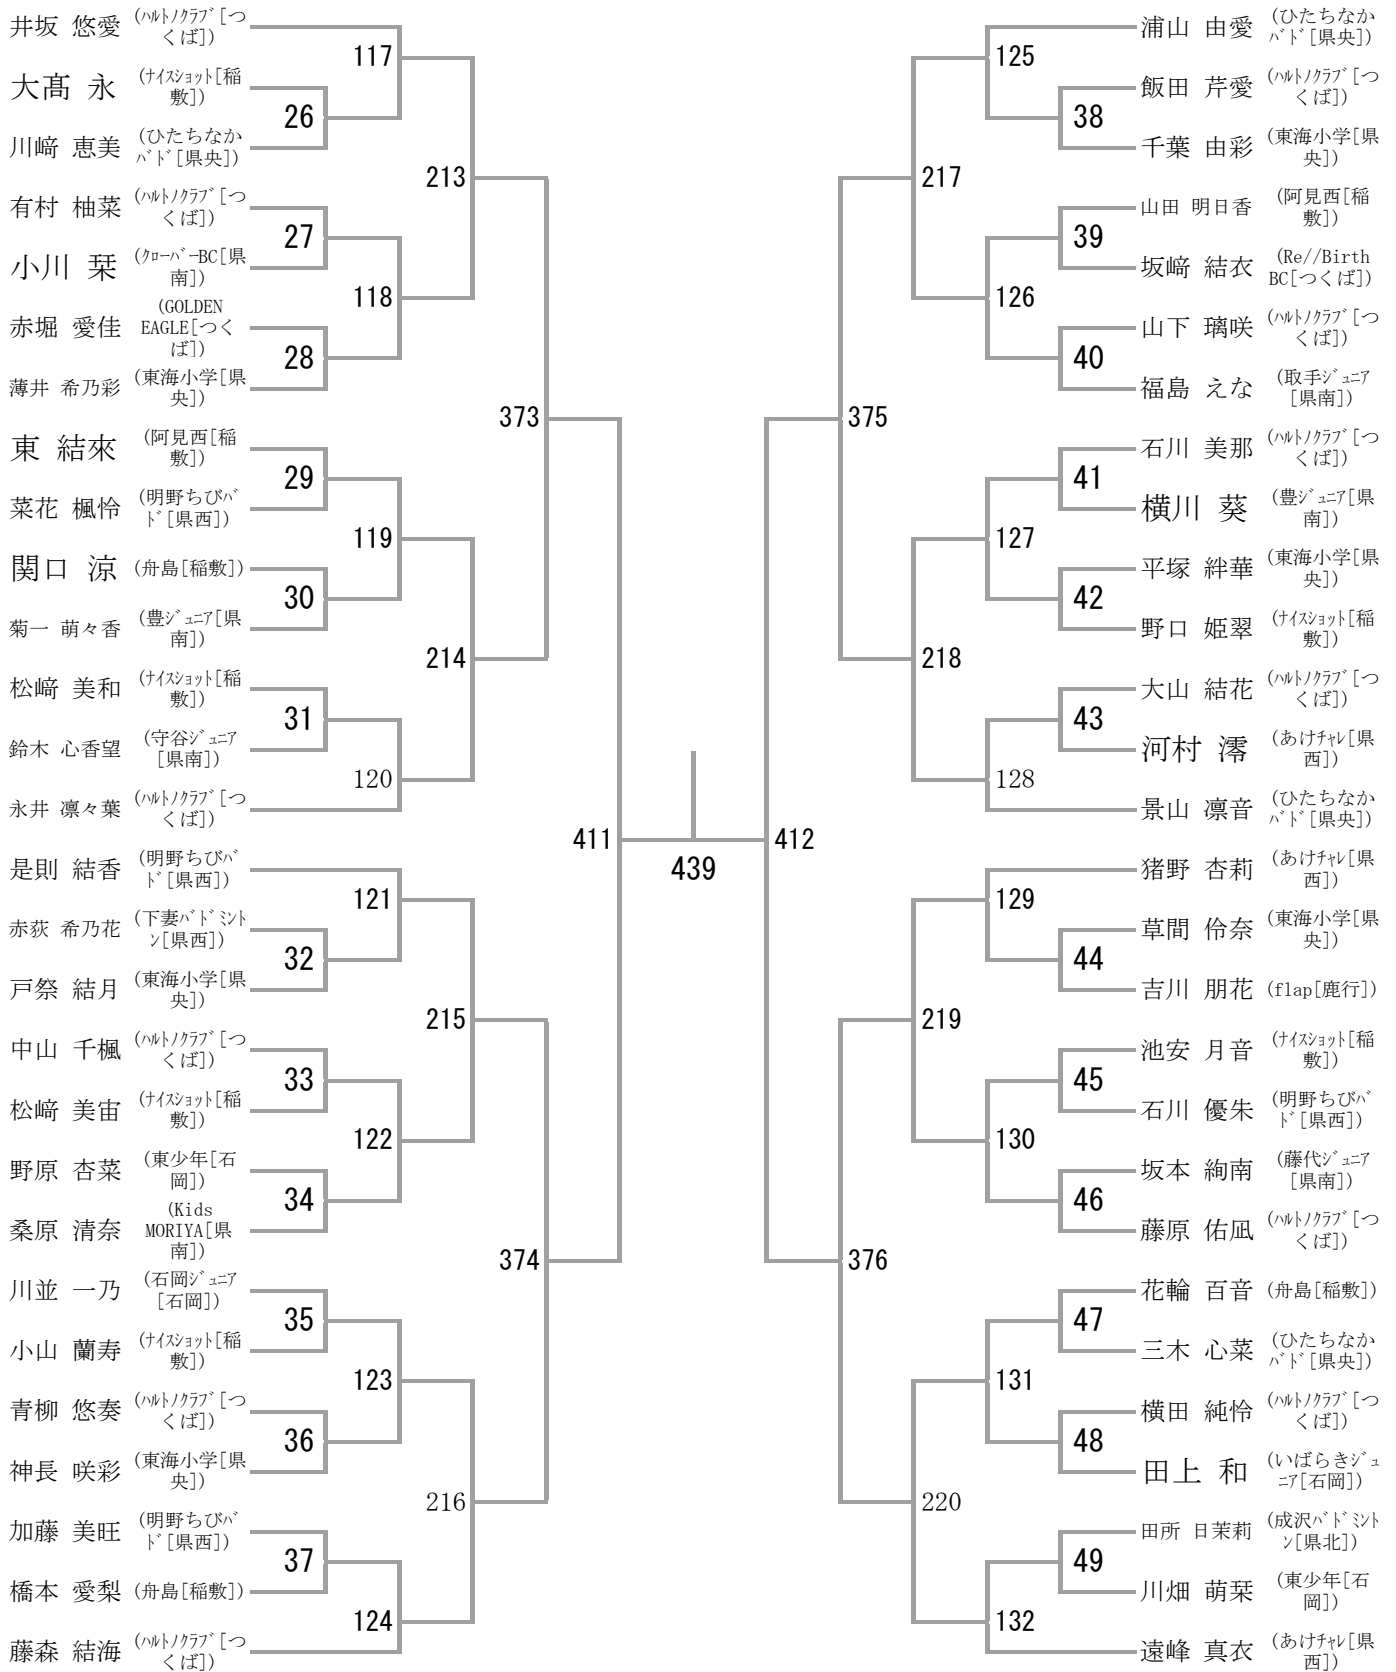 井坂 悠愛 (ﾊﾙﾄﾉｸﾗﾌﾞ[つ
くば])
117
大髙 永 (ﾅｲｽｼｮｯﾄ[稲
敷])
26
川﨑 恵美 (ひたちなか
ﾊﾞﾄﾞ[県央])
213
有村 柚菜 (ﾊﾙﾄﾉｸﾗﾌﾞ[つ
くば])
27
小川 栞 (ｸﾛｰﾊﾞｰBC[県
南])
118
赤堀 愛佳 (GOLDEN
EAGLE[つく
ば])
28
薄井 希乃彩 (東海小学[県
央])
373
東 結來 (阿見西[稲
敷])
29
菜花 楓怜 (明野ちびﾊﾞ
ﾄﾞ[県西])
119
関口 涼 (舟島[稲敷])
30
菊一 萌々香 (豊ｼﾞｭﾆｱ[県
南])
214
松﨑 美和 (ﾅｲｽｼｮｯﾄ[稲
敷])
31
鈴木 心香望 (守谷ｼﾞｭﾆｱ
[県南])
120
永井 凛々葉 (ﾊﾙﾄﾉｸﾗﾌﾞ[つ
くば])
411
是則 結香 (明野ちびﾊﾞ
ﾄﾞ[県西])
121
赤荻 希乃花 (下妻ﾊﾞﾄﾞﾐﾝﾄ
ﾝ[県西])
32
戸祭 結月 (東海小学[県
央])
215
中山 千楓 (ﾊﾙﾄﾉｸﾗﾌﾞ[つ
くば])
33
松﨑 美宙 (ﾅｲｽｼｮｯﾄ[稲
敷])
122
野原 杏菜 (東少年[石
岡])
34
桑原 清奈 (Kids
MORIYA[県
南])
374
川並 一乃 (石岡ｼﾞｭﾆｱ
[石岡])
35
小山 蘭寿 (ﾅｲｽｼｮｯﾄ[稲
敷])
123
青柳 悠奏 (ﾊﾙﾄﾉｸﾗﾌﾞ[つ
くば])
36
神長 咲彩 (東海小学[県
央])
216
加藤 美旺 (明野ちびﾊﾞ
ﾄﾞ[県西])
37
橋本 愛梨 (舟島[稲敷])
124
藤森 結海 (ﾊﾙﾄﾉｸﾗﾌﾞ[つ
くば])
439
浦山 由愛 (ひたちなか
ﾊﾞﾄﾞ[県央])
125
飯田 芹愛 (ﾊﾙﾄﾉｸﾗﾌﾞ[つ
くば])
38
千葉 由彩 (東海小学[県
央])
217
山田 明日香 (阿見西[稲
敷])
39
坂﨑 結衣 (Re//Birth
BC[つくば])
126
山下 璃咲 (ﾊﾙﾄﾉｸﾗﾌﾞ[つ
くば])
40
福島 えな (取手ｼﾞｭﾆｱ
[県南])
375
石川 美那 (ﾊﾙﾄﾉｸﾗﾌﾞ[つ
くば])
41
横川 葵 (豊ｼﾞｭﾆｱ[県
南])
127
平塚 絆華 (東海小学[県
央])
42
野口 姫翠 (ﾅｲｽｼｮｯﾄ[稲
敷])
218
大山 結花 (ﾊﾙﾄﾉｸﾗﾌﾞ[つ
くば])
43
河村 澪 (あけﾁｬﾚ[県
西])
128
景山 凛音 (ひたちなか
ﾊﾞﾄﾞ[県央])
412
猪野 杏莉 (あけﾁｬﾚ[県
西])
129
草間 伶奈 (東海小学[県
央])
44
吉川 朋花 (flap[鹿行])
219
池安 月音 (ﾅｲｽｼｮｯﾄ[稲
敷])
45
石川 優朱 (明野ちびﾊﾞ
ﾄﾞ[県西])
130
坂本 絢南 (藤代ｼﾞｭﾆｱ
[県南])
46
藤原 佑凪 (ﾊﾙﾄﾉｸﾗﾌﾞ[つ
くば])
376
花輪 百音 (舟島[稲敷])
47
三木 心菜 (ひたちなか
ﾊﾞﾄﾞ[県央])
131
横田 純怜 (ﾊﾙﾄﾉｸﾗﾌﾞ[つ
くば])
48
田上 和 (いばらきｼﾞｭ
ﾆｱ[石岡])
220
田所 日茉莉 (成沢ﾊﾞﾄﾞﾐﾝﾄ
ﾝ[県北])
49
川畑 萌栞 (東少年[石
岡])
132
遠峰 真衣 (あけﾁｬﾚ[県
西])